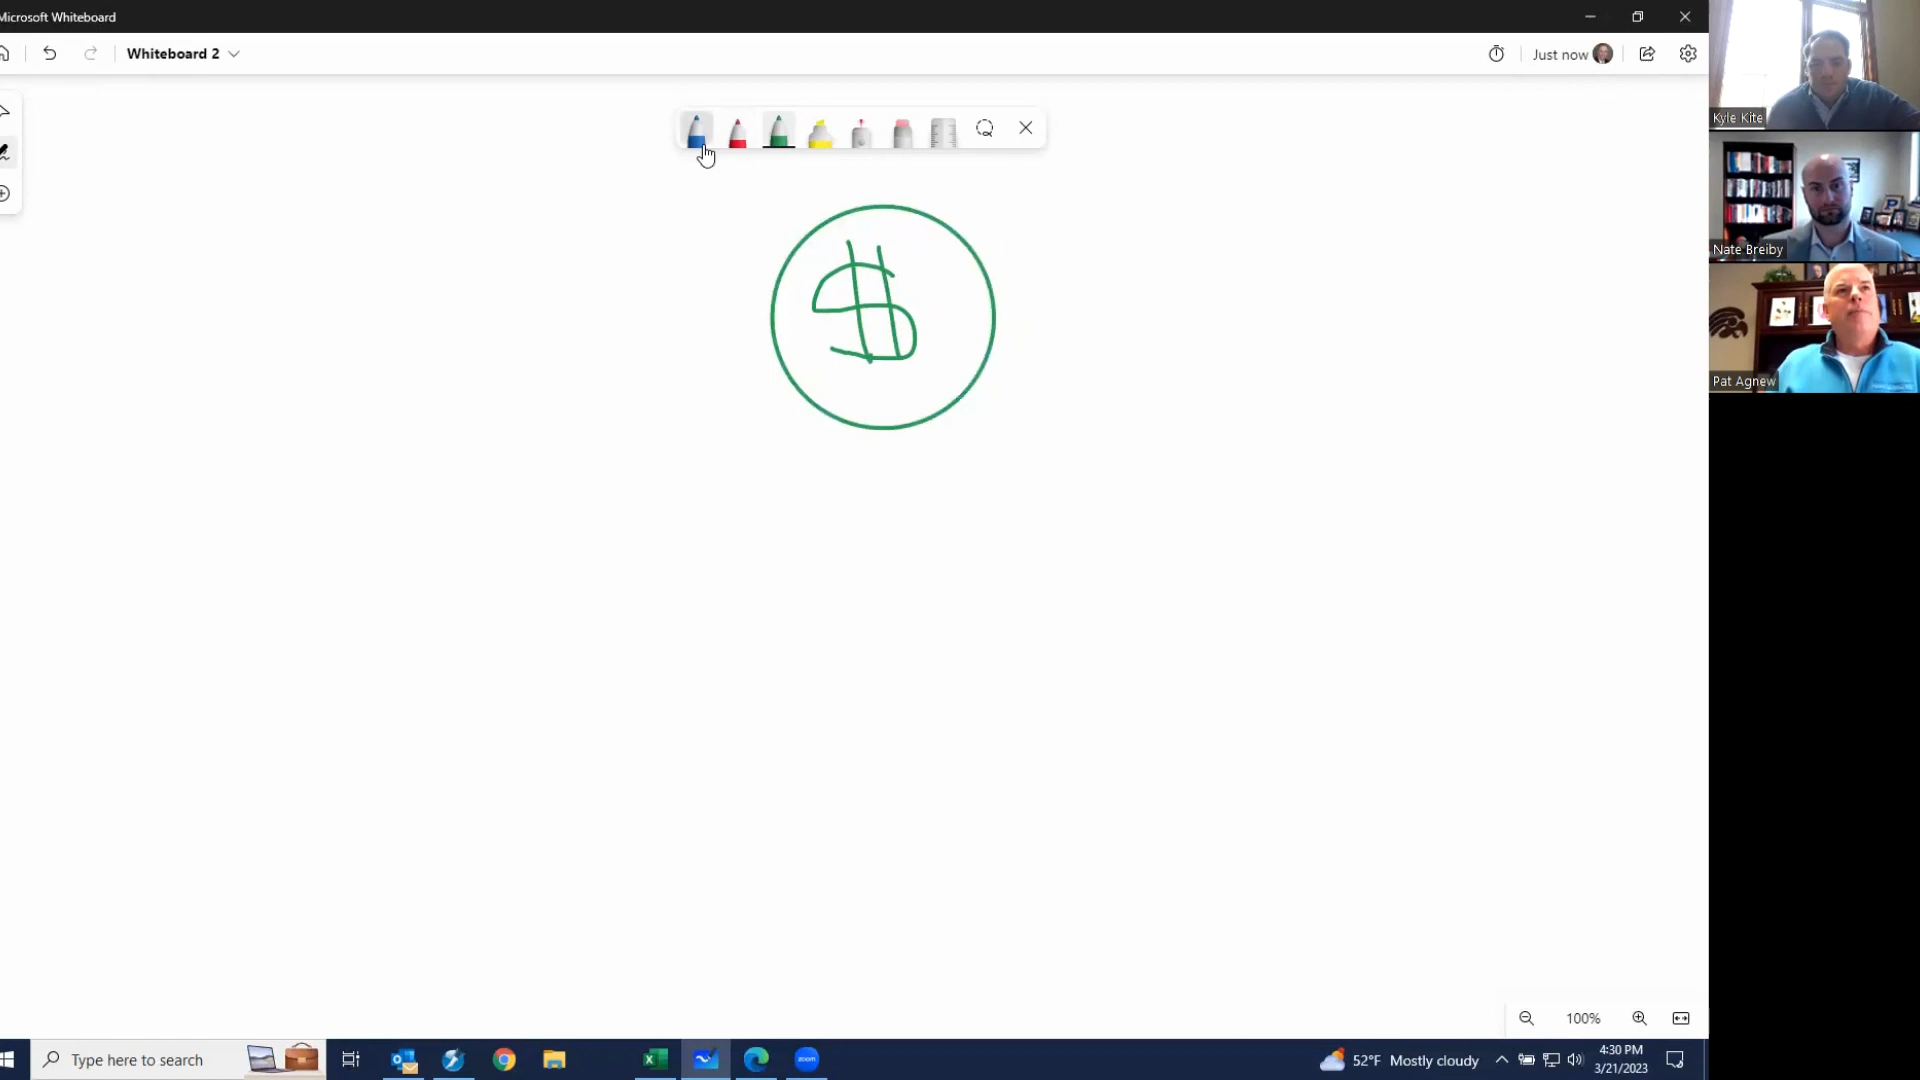 Microsoft Whiteboard
Whiteboard 2
Just now
Kyle Kite
Nate Breiby
Pat Agnew
$
100%
Type here to search
zoom
52°F Mostly cloudy
4:30 PM
3/21/2023